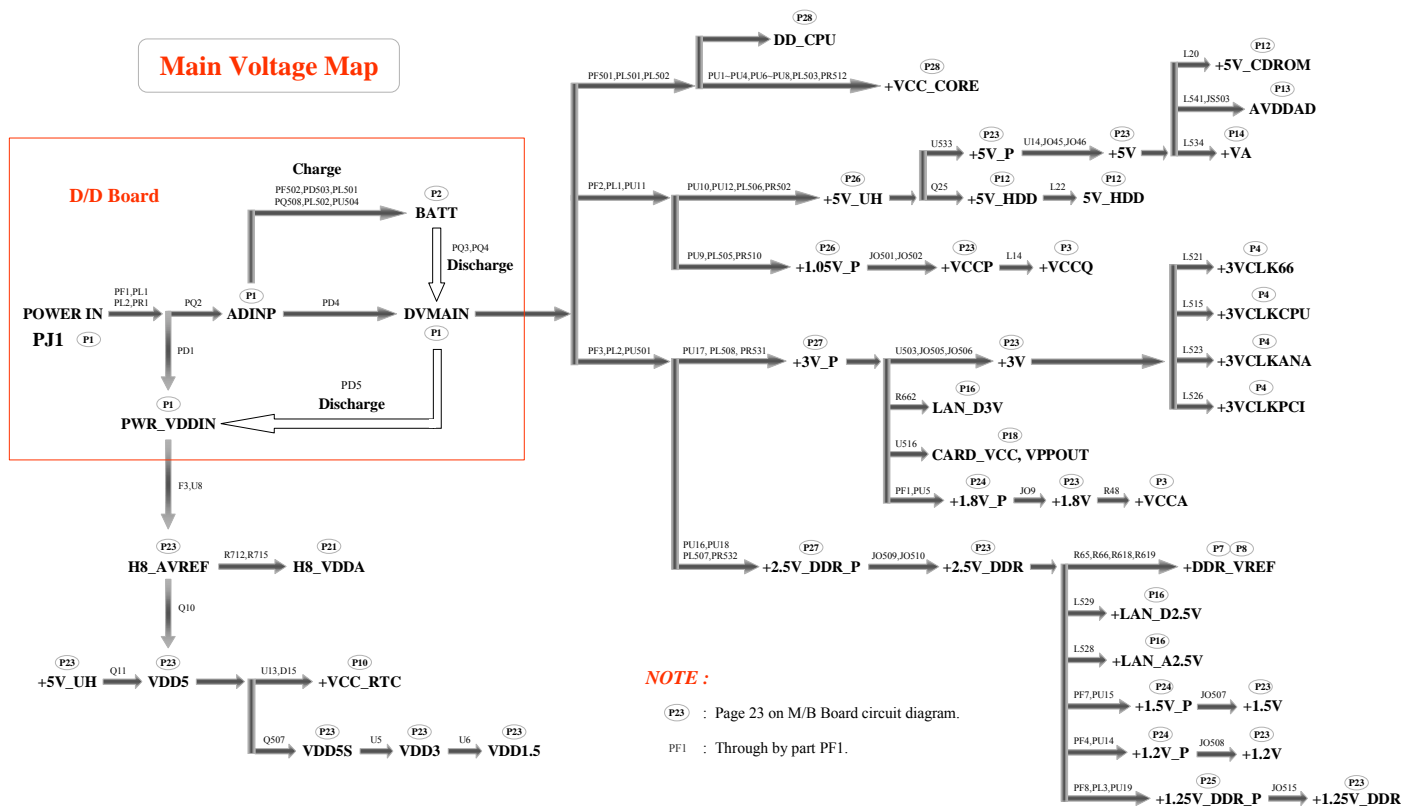 Main Voltage Map
D/D Board
Charge
PF502,PD503,PL501
PQ508,PL502,PU504
P2
BATT
PQ3,PQ4
Discharge
POWER IN
PJ1 P1
PF1,PL1
PL2,PR1
PQ2
P1
ADINP
PD4
DVMAIN
P1
PD1
PD5
Discharge
P1
PWR_VDDIN
F3,U8
P23
H8_AVREF
R712,R715
P21
H8_VDDA
Q10
P23
+5V_UH
Q11
P23
VDD5
U13,D15
P10
+VCC_RTC
Q507
P23
VDD5S
U5
P23
VDD3
U6
P23
VDD1.5
PF501,PL501,PL502
P28
DD_CPU
PU1~PU4,PU6~PU8,PL503,PR512
P28
+VCC_CORE
PF2,PL1,PU11
PU10,PU12,PL506,PR502
P26
+5V_UH
U533
P23
+5V_P
U14,JO45,JO46
P23
+5V
L20
P12
+5V_CDROM
L541,JS503
P13
AVDDAD
L534
P14
+VA
Q25
P12
+5V_HDD
L22
P12
5V_HDD
PU9,PL505,PR510
P26
+1.05V_P
JO501,JO502
P23
+VCCP
L14
P3
+VCCQ
PF3,PL2,PU501
PU17, PL508, PR531
P27
+3V_P
U503,JO505,JO506
P23
+3V
L521
P4
+3VCLK66
L515
P4
+3VCLKCPU
L523
P4
+3VCLKANA
L526
P4
+3VCLKPCI
R662
P16
LAN_D3V
U516
P18
CARD_VCC, VPPOUT
PF1,PU5
P24
+1.8V_P
JO9
P23
+1.8V
R48
P3
+VCCA
PU16,PU18
PL507,PR532
P27
+2.5V_DDR_P
JO509,JO510
P23
+2.5V_DDR
R65,R66,R618,R619
P7 P8
+DDR_VREF
L529
P16
+LAN_D2.5V
L528
P16
+LAN_A2.5V
PF7,PU15
P24
+1.5V_P
JO507
P23
+1.5V
PF4,PU14
P24
+1.2V_P
JO508
P23
+1.2V
PF8,PL3,PU19
P25
+1.25V_DDR_P
JO515
P23
+1.25V_DDR
NOTE :
P23 : Page 23 on M/B Board circuit diagram.
PF1 : Through by part PF1.